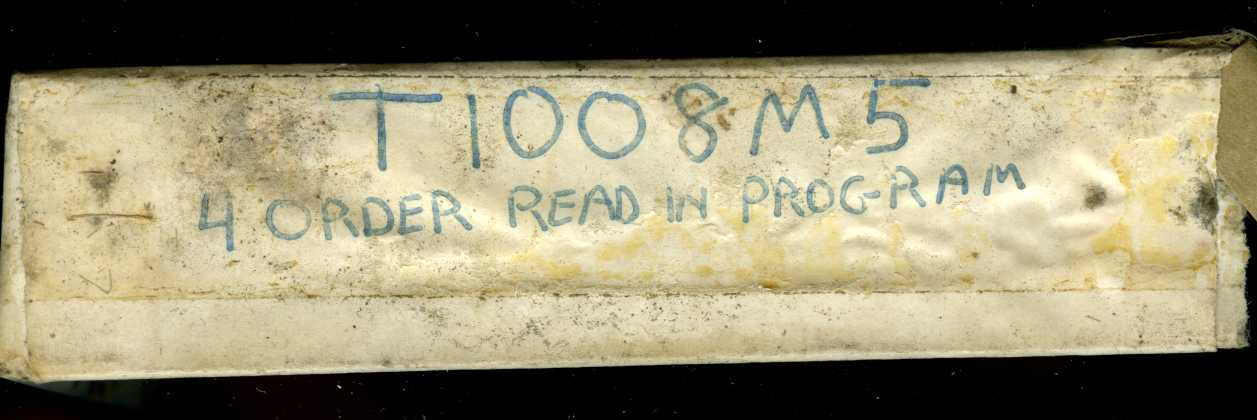 T1008M5
4 ORDER READ IN PROGRAM